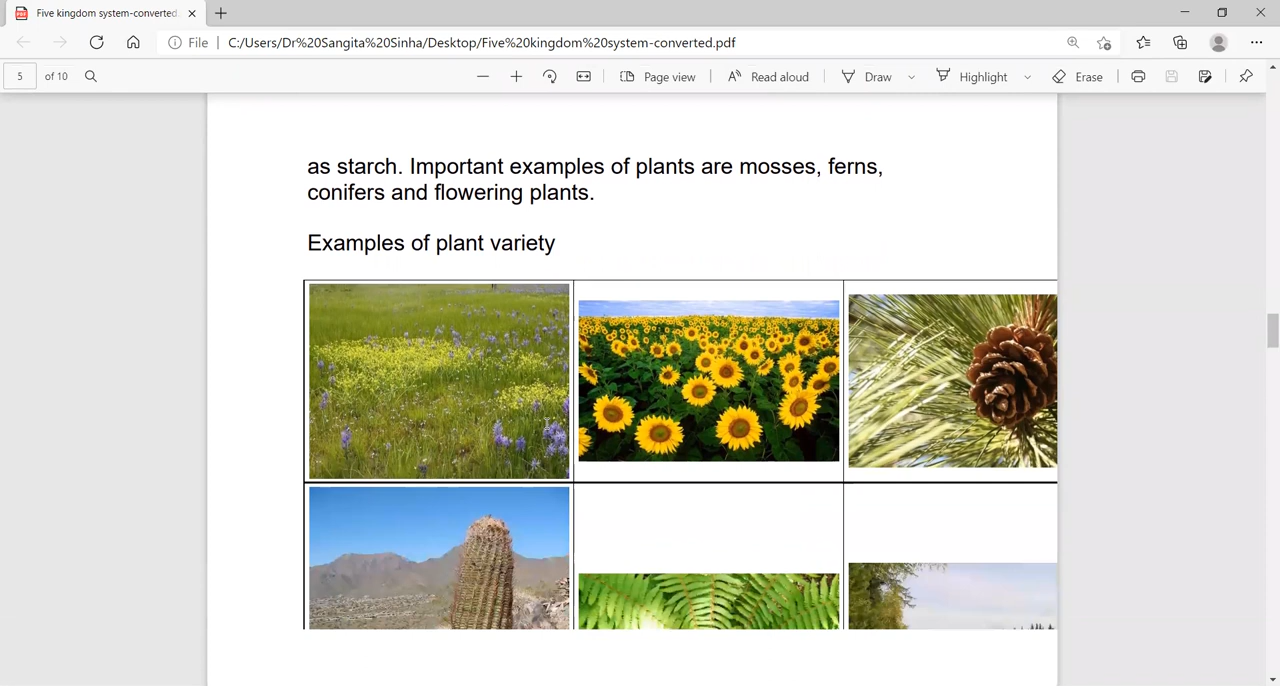 Five kingdom system-converted.
File
C:/Users/Dr%20Sangita%20Sinha/Desktop/Five%20kingdom%20system-converted.pdf
5 of 10
Page view
Read aloud
Draw
Highlight
Erase
as starch. Important examples of plants are mosses, ferns,
conifers and flowering plants.
Examples of plant variety